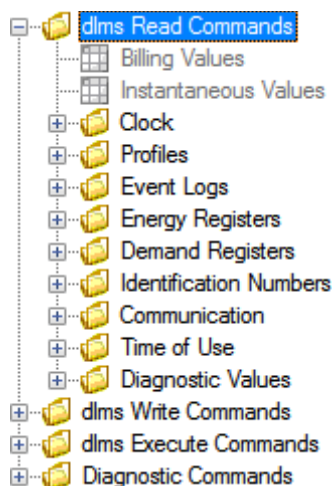 dlms Read Commands
Billing Values
Instantaneous Values
Clock
Profiles
Event Logs
Energy Registers
Demand Registers
Identification Numbers
Communication
Time of Use
Diagnostic Values
dlms Write Commands
dlms Execute Commands
Diagnostic Commands